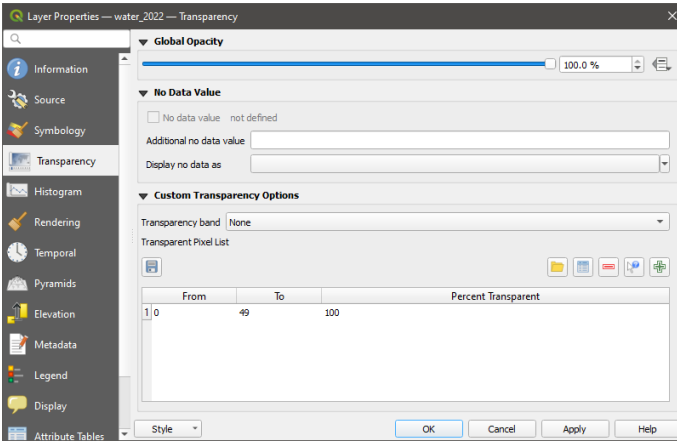 Layer Properties — water_2022 — Transparency
Information
Source
Symbology
Transparency
Histogram
Rendering
Temporal
Pyramids
Elevation
Metadata
Legend
Display
Attribute Tables
Global Opacity
100.0 %
No Data Value
No data value not defined
Additional no data value
Display no data as
Custom Transparency Options
Transparency band None
Transparent Pixel List
From To Percent Transparent
1 0 49 100
Style OK Cancel Apply Help